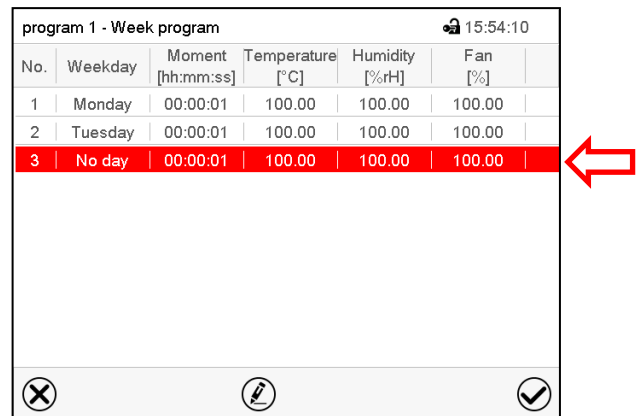 program 1 - Week program 15:54:10
No. Weekday Moment [hh:mm:ss] Temperature [°C] Humidity [%rH] Fan [%]
1 Monday 00:00:01 100.00 100.00 100.00
2 Tuesday 00:00:01 100.00 100.00 100.00
3 No day 00:00:01 100.00 100.00 100.00